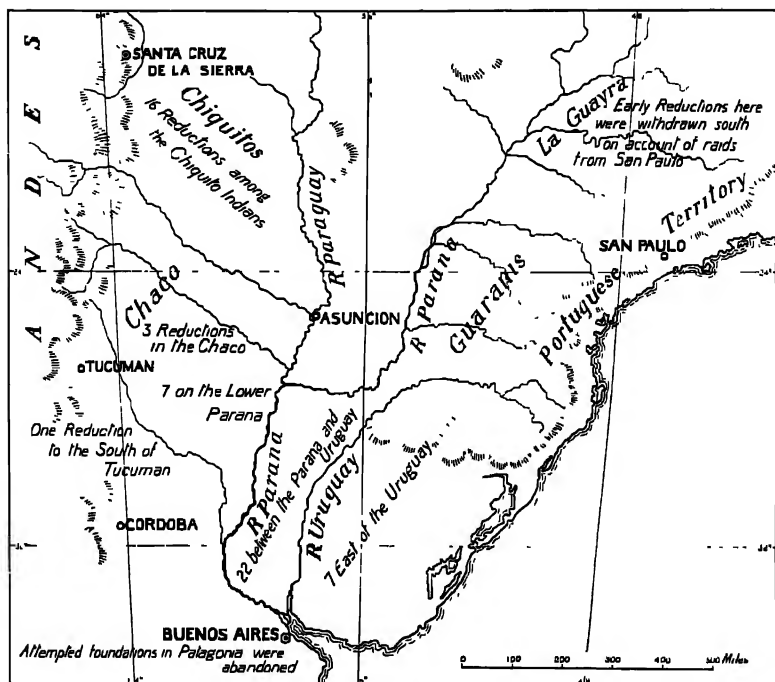 SANTA CRUZ
DE LA SIERRA
ANDES
Chiquitos
16 Reductions among
the Chiquito Indians
R Paraguay
La Guayra
Early Reductions here
were withdrawn south
on account of raids
from San Paulo
Portuguese Territory
SAN PAULO
Chaco
3 Reductions
in the Chaco
ASUNCION
R Parana
Guaranis
TUCUMAN
7 on the Lower
Parana
One Reduction
to the South of
Tucuman
R Parana
22 between the Parana and
Uruguay
R Uruguay
7 East of the Uruguay
CORDOBA
BUENOS AIRES
Attempted foundations in Palagonia were
abandoned
0 100 200 300 400 500 Miles
24